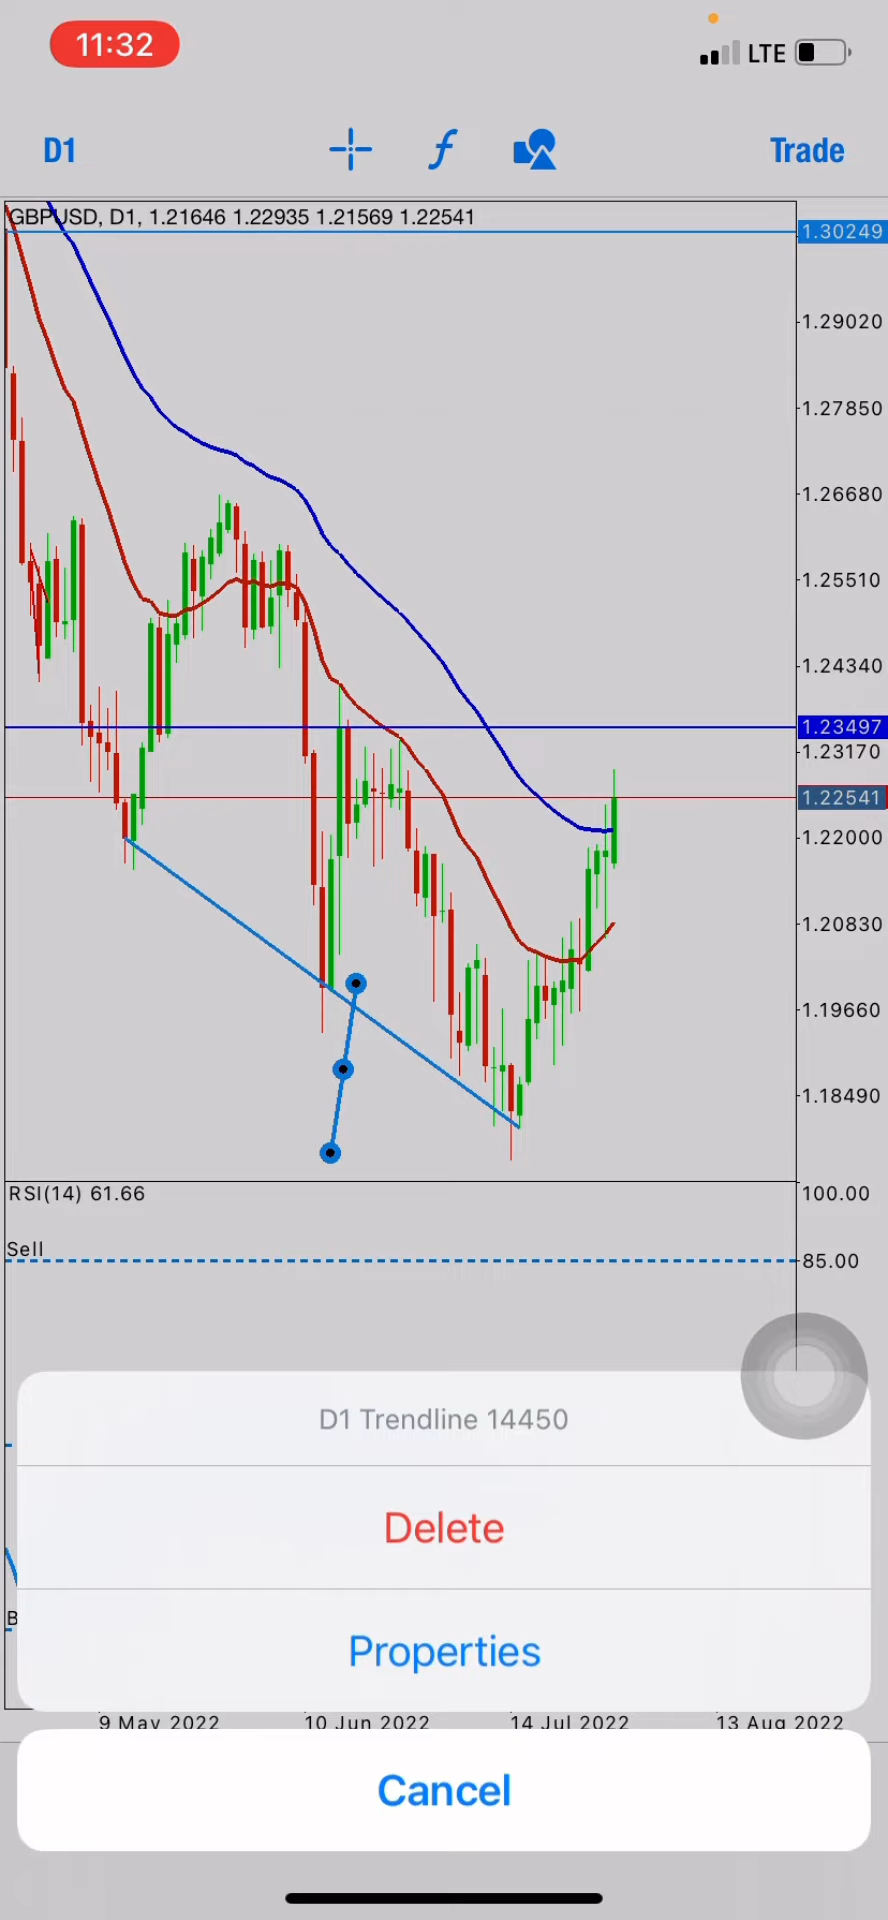 11:32
LTE
D1
f
Trade
GBPUSD, D1, 1.21646 1.22935 1.21569 1.22541
1.30249
1.29020
1.27850
1.26680
1.25510
1.24340
1.23497
1.23170
1.22541
1.22000
1.20830
1.19660
1.18490
RSI(14) 61.66
100.00
Sell
85.00
D1 Trendline 14450
Delete
B
Properties
9 May 2022 10 Jun 2022 14 Jul 2022 13 Aug 2022
Cancel